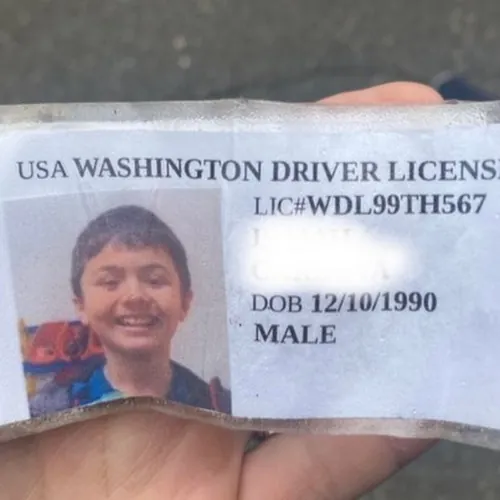 USA WASHINGTON DRIVER LICENS
LIC#WDL99TH567
DOB 12/10/1990
MALE